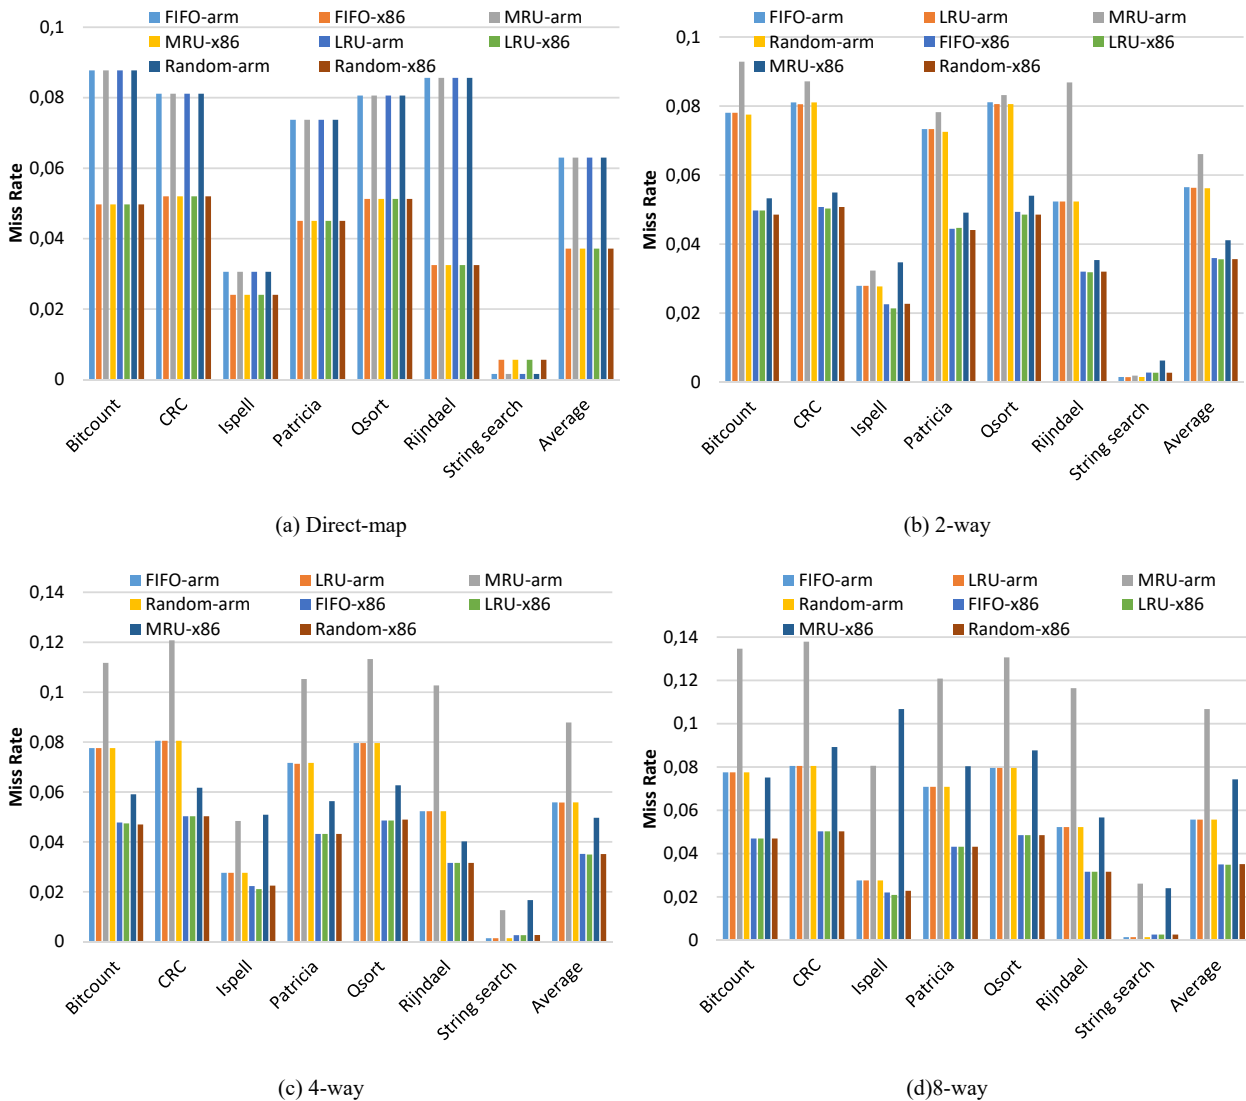 FIFO-arm FIFO-x86 MRU-arm
MRU-x86 LRU-arm LRU-x86
Random-arm Random-x86
0,1
0,08
0,06
0,04
0,02
0
Miss Rate
Bitcount CRC Ispell Patricia Qsort Rijndael String search Average
(a) Direct-map
FIFO-arm LRU-arm MRU-arm
Random-arm FIFO-x86 LRU-x86
MRU-x86 Random-x86
0,1
0,08
0,06
0,04
0,02
0
Miss Rate
Bitcount CRC Ispell Patricia Qsort Rijndael String search Average
(b) 2-way
FIFO-arm LRU-arm MRU-arm
Random-arm FIFO-x86 LRU-x86
MRU-x86 Random-x86
0,14
0,12
0,1
0,08
0,06
0,04
0,02
0
Miss Rate
Bitcount CRC Ispell Patricia Qsort Rijndael String search Average
(c) 4-way
FIFO-arm LRU-arm MRU-arm
Random-arm FIFO-x86 LRU-x86
MRU-x86 Random-x86
0,14
0,12
0,1
0,08
0,06
0,04
0,02
0
Miss Rate
Bitcount CRC Ispell Patricia Qsort Rijndael String search Average
(d)8-way